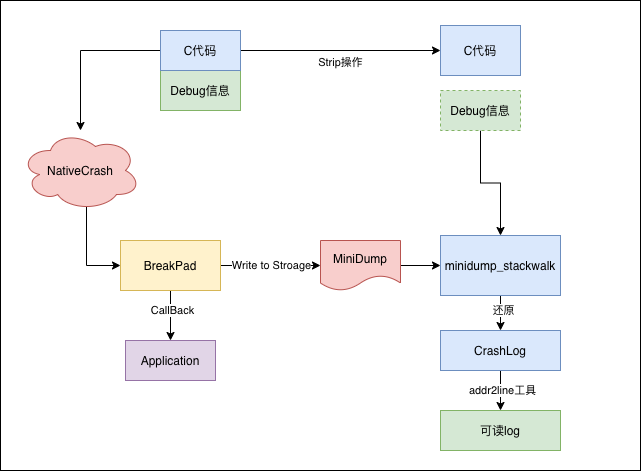 C代码
Debug信息
Strip操作
C代码
Debug信息
NativeCrash
BreakPad
Write to Stroage
MiniDump
minidump_stackwalk
CallBack
Application
还原
CrashLog
addr2line工具
可读log